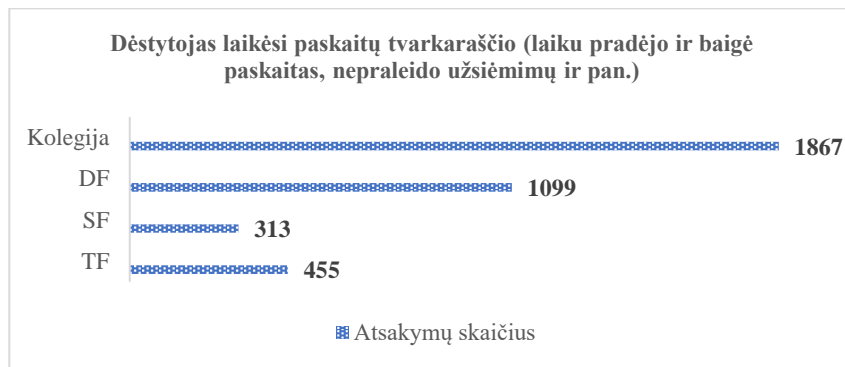 Dėstytojas laikėsi paskaitų tvarkaraščio (laiku pradėjo ir baigė
paskaitas, nepraleido užsiėmimų ir pan.)
Kolegija 1867
DF 1099
SF 313
TF 455
Atsakymų skaičius